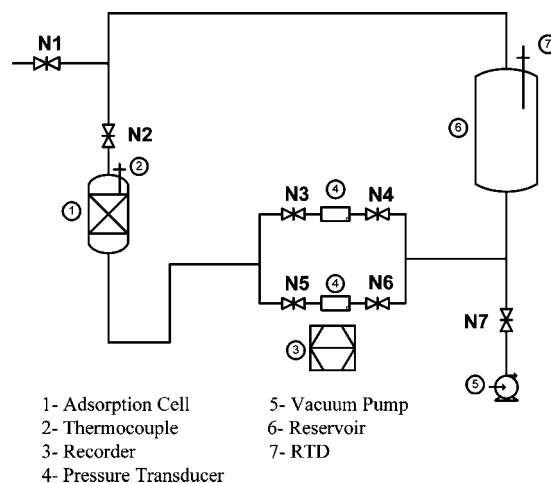 N1
7
N2
2
6
1
N3
4
N4
N5
4
N6
N7
3
5
1- Adsorption Cell
2- Thermocouple
3- Recorder
4- Pressure Transducer
5- Vacuum Pump
6- Reservoir
7- RTD